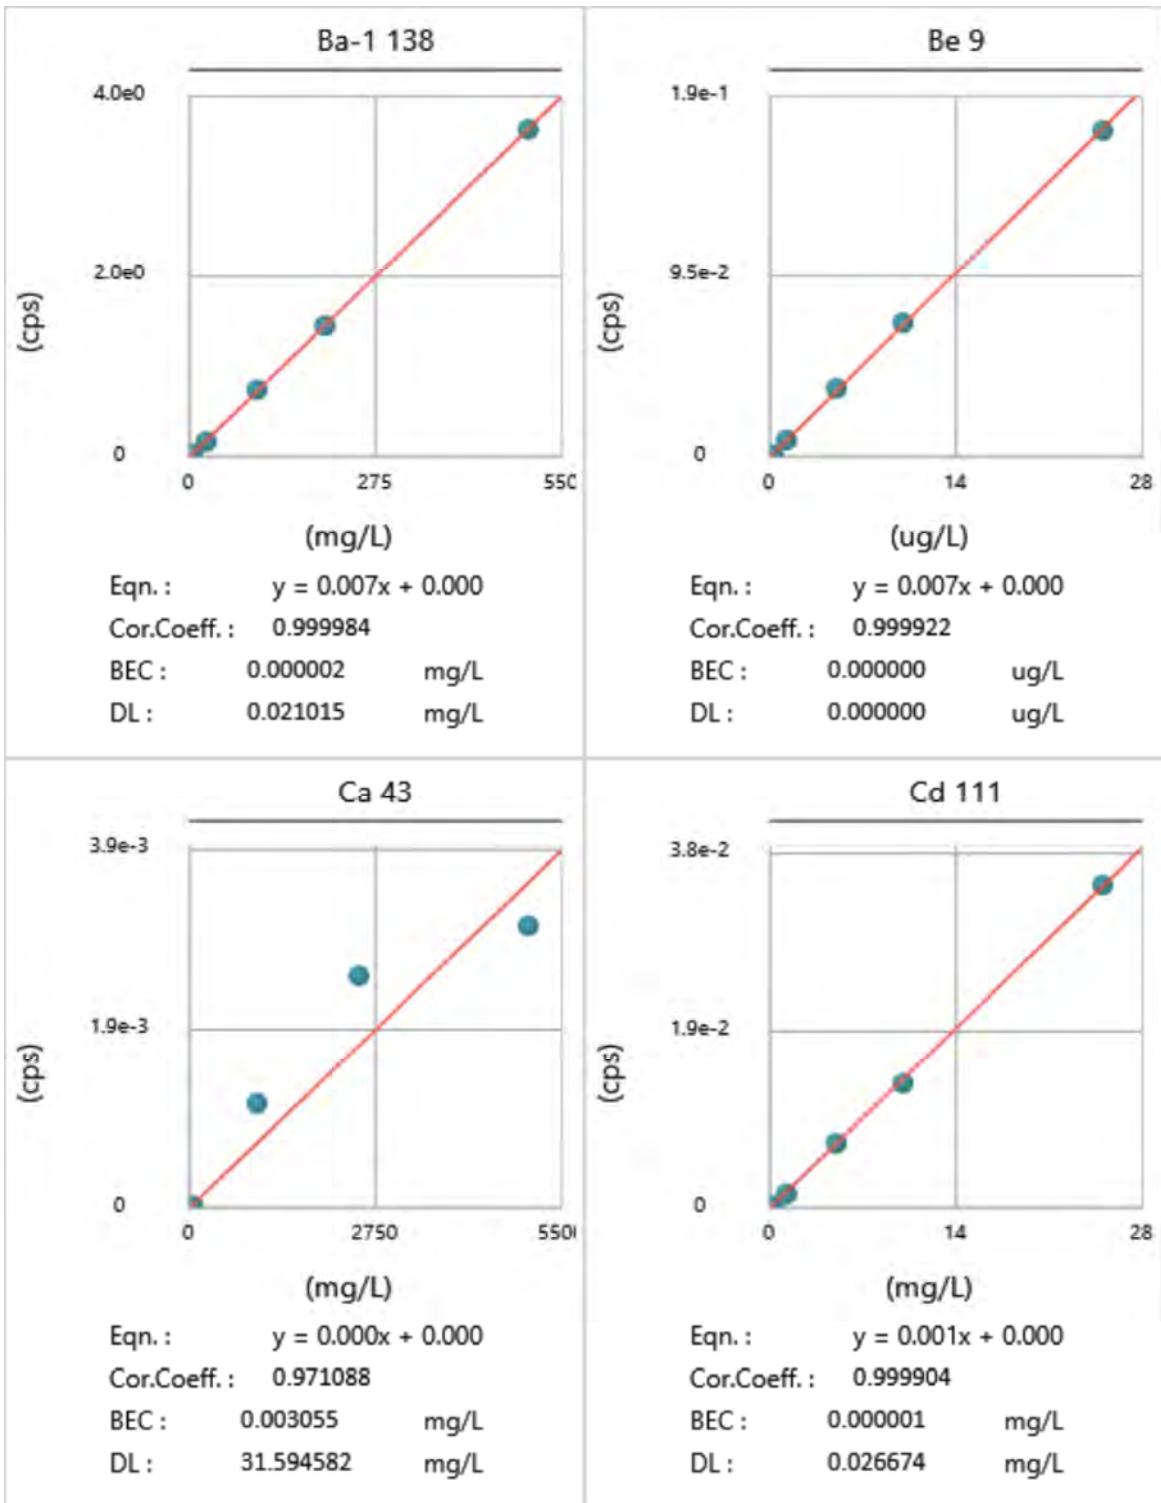 Ba-1 138
4.0e0
2.0e0
0
0 275 550
(cps)
(mg/L)
Eqn. : y = 0.007x + 0.000
Cor.Coeff. : 0.999984
BEC : 0.000002 mg/L
DL : 0.021015 mg/L
Be 9
1.9e-1
9.5e-2
0
0 14 28
(cps)
(ug/L)
Eqn. : y = 0.007x + 0.000
Cor.Coeff. : 0.999922
BEC : 0.000000 ug/L
DL : 0.000000 ug/L
Ca 43
3.9e-3
1.9e-3
0
0 2750 550
(cps)
(mg/L)
Eqn. : y = 0.000x + 0.000
Cor.Coeff. : 0.971088
BEC : 0.003055 mg/L
DL : 31.594582 mg/L
Cd 111
3.8e-2
1.9e-2
0
0 14 28
(cps)
(mg/L)
Eqn. : y = 0.001x + 0.000
Cor.Coeff. : 0.999904
BEC : 0.000001 mg/L
DL : 0.026674 mg/L